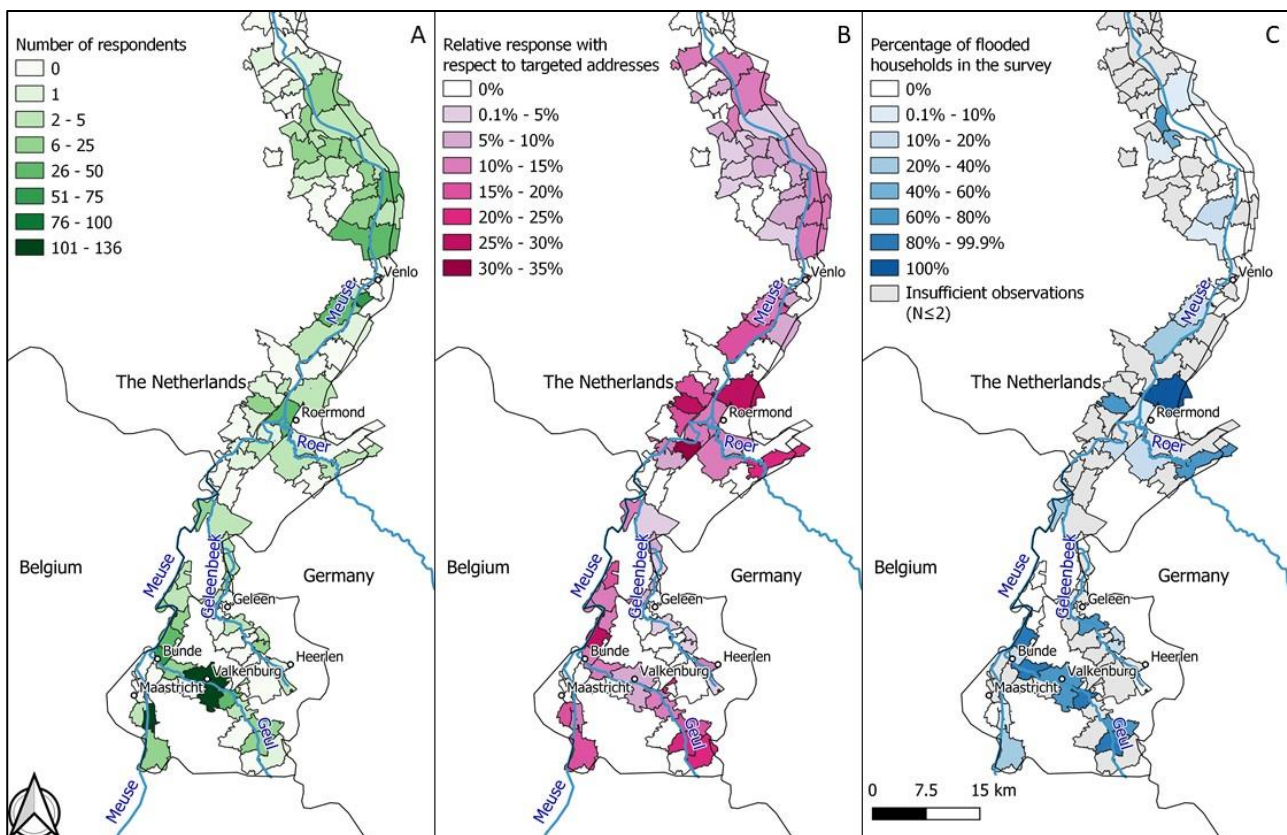 A
Number of respondents
0
1
2 - 5
6 - 25
26 - 50
51 - 75
76 - 100
101 - 136
Venlo
Meuse
The Netherlands
Roermond
Roer
Meuse
Geleenbeek
Belgium
Germany
Geleen
Bunde
Valkenburg
Heerlen
Maastricht
Geul
Meuse
B
Relative response with
respect to targeted addresses
0%
0.1% - 5%
5% - 10%
10% - 15%
15% - 20%
20% - 25%
25% - 30%
30% - 35%
Venlo
Meuse
The Netherlands
Roermond
Roer
Meuse
Geleenbeek
Belgium
Germany
Geleen
Bunde
Valkenburg
Heerlen
Maastricht
Geul
Meuse
C
Percentage of flooded
households in the survey
0%
0.1% - 10%
10% - 20%
20% - 40%
40% - 60%
60% - 80%
80% - 99.9%
100%
Insufficient observations
(N≤2)
Venlo
Meuse
The Netherlands
Roermond
Roer
Meuse
Geleenbeek
Belgium
Germany
Geleen
Bunde
Valkenburg
Heerlen
Maastricht
Geul
Meuse
0 7.5 15 km